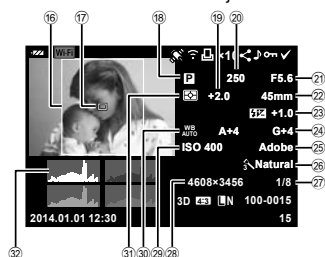 ⑯ ⑰ ⑱ ⑲ ⑳
Wi-Fi ×10
P 250 F5.6 ㉑
+2.0 45mm ㉒
+1.0 ㉓
WB AUTO A+4 G+4 ㉔
ISO 400 Adobe ㉕
Natural ㉖
4608×3456 1/8 ㉗
3D 4:3 LN 100-0015
2014.01.01 12:30 15
㉜ ㉛ ㉚ ㉙ ㉘